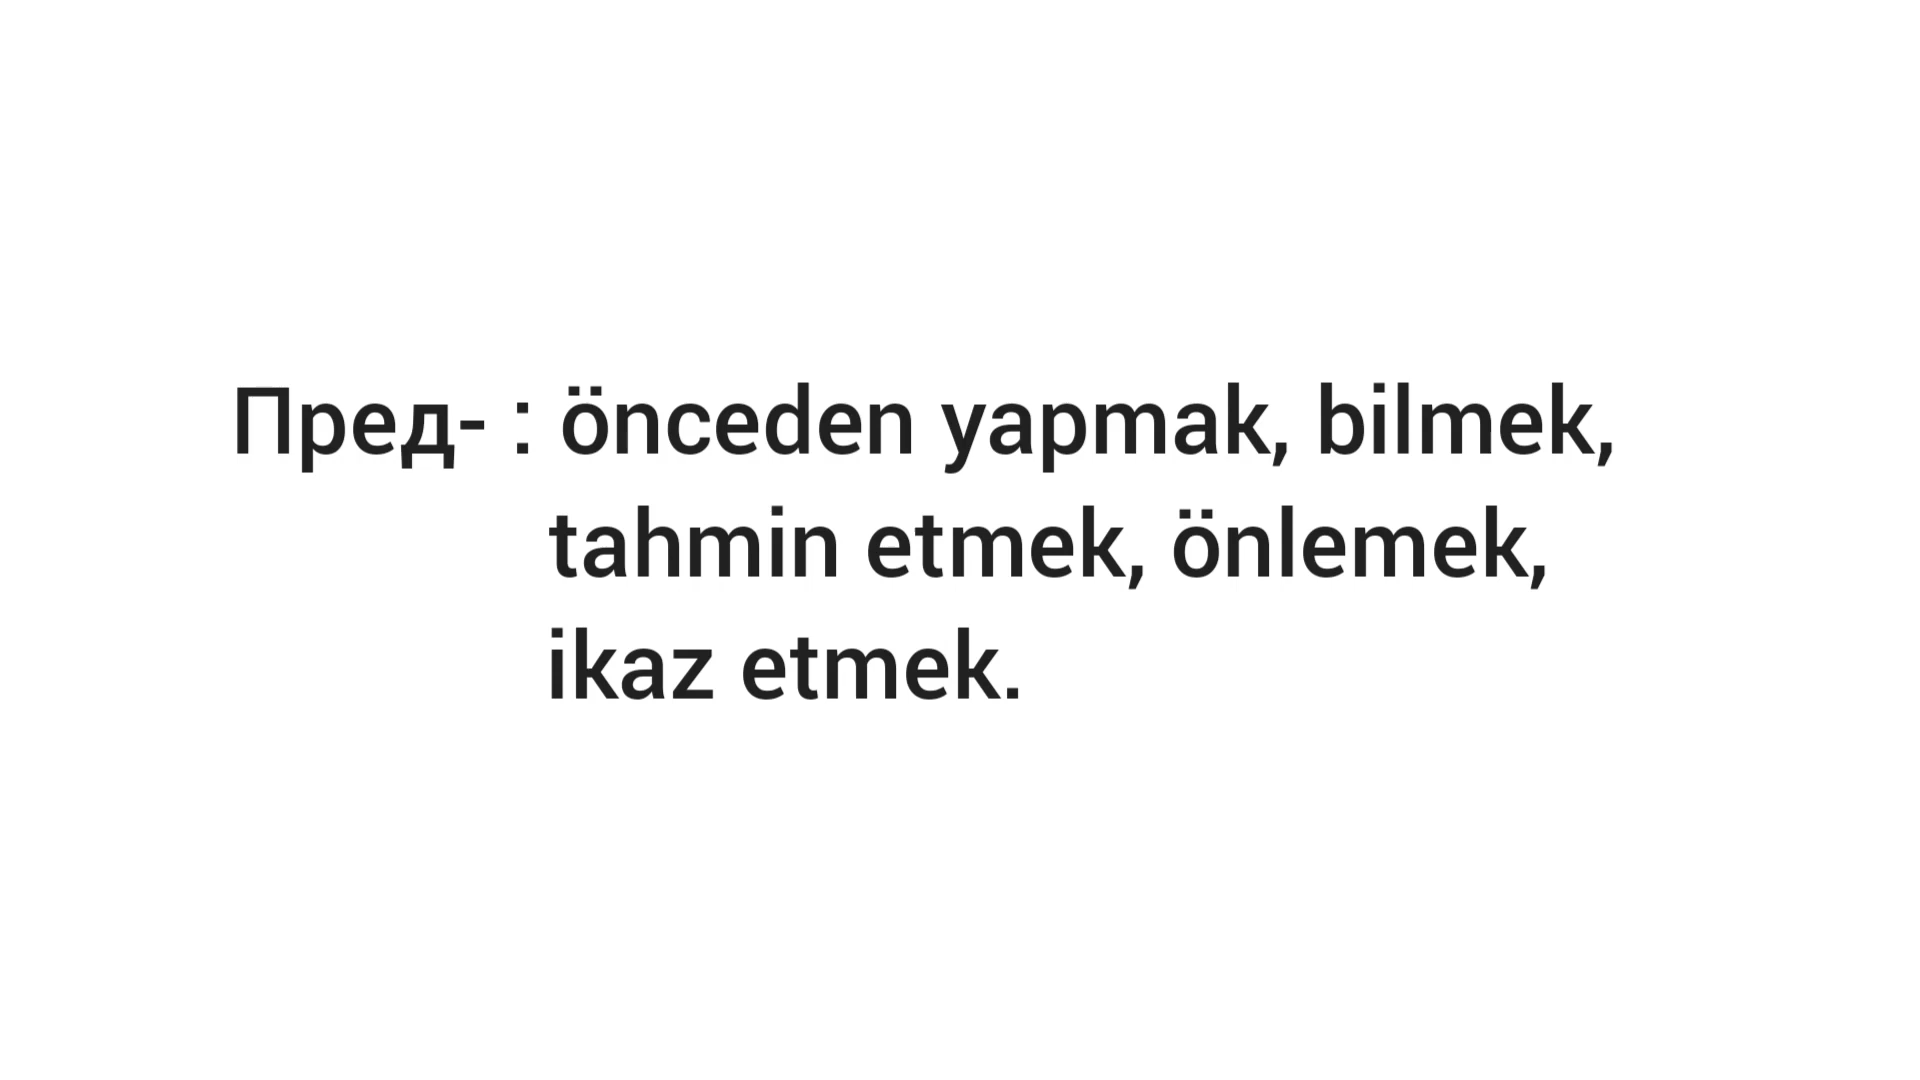 Пред- : önceden yapmak, bilmek,
tahmin etmek, önlemek,
ikaz etmek.